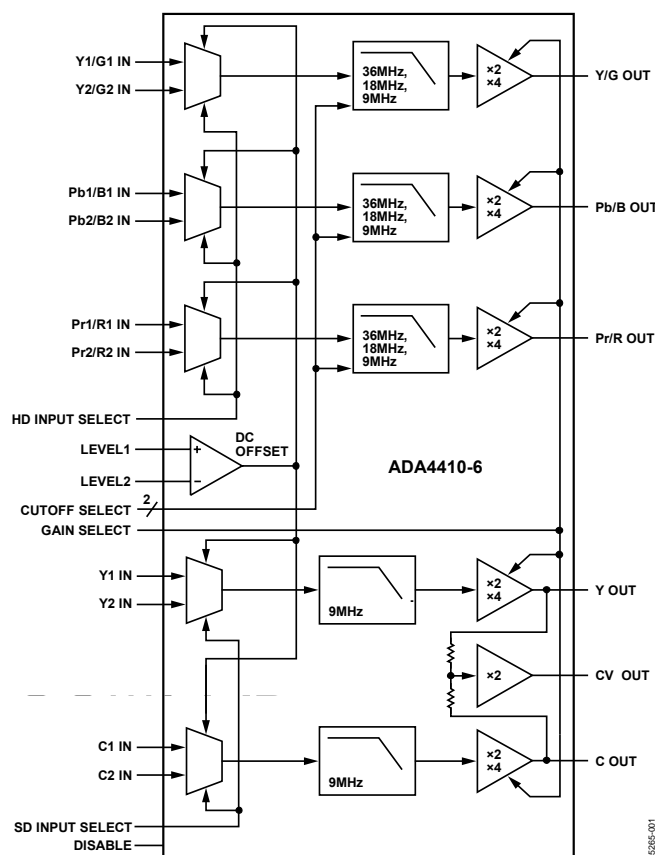 Y1/G1 IN
Y2/G2 IN
36MHz,
18MHz,
9MHz
×2
×4
Y/G OUT
Pb1/B1 IN
Pb2/B2 IN
36MHz,
18MHz,
9MHz
×2
×4
Pb/B OUT
Pr1/R1 IN
Pr2/R2 IN
36MHz,
18MHz,
9MHz
×2
×4
Pr/R OUT
HD INPUT SELECT
LEVEL1
+
LEVEL2
−
DC
OFFSET
ADA4410-6
CUTOFF SELECT
2
GAIN SELECT
Y1 IN
Y2 IN
9MHz
×2
×4
Y OUT
×2
CV OUT
C1 IN
C2 IN
9MHz
×2
×4
C OUT
SD INPUT SELECT
DISABLE
5265-001